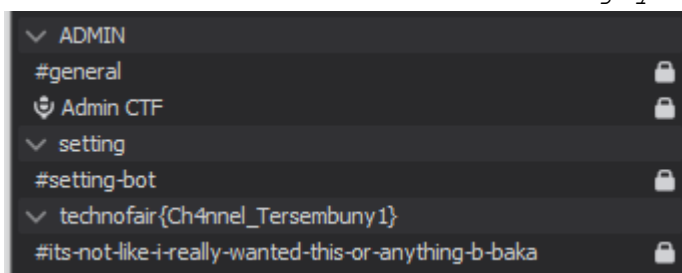 ADMIN
#general
Admin CTF
setting
#setting-bot
technofair{Ch4nnel_Tersembuny1}
#its-not-like-i-really-wanted-this-or-anything-b-baka